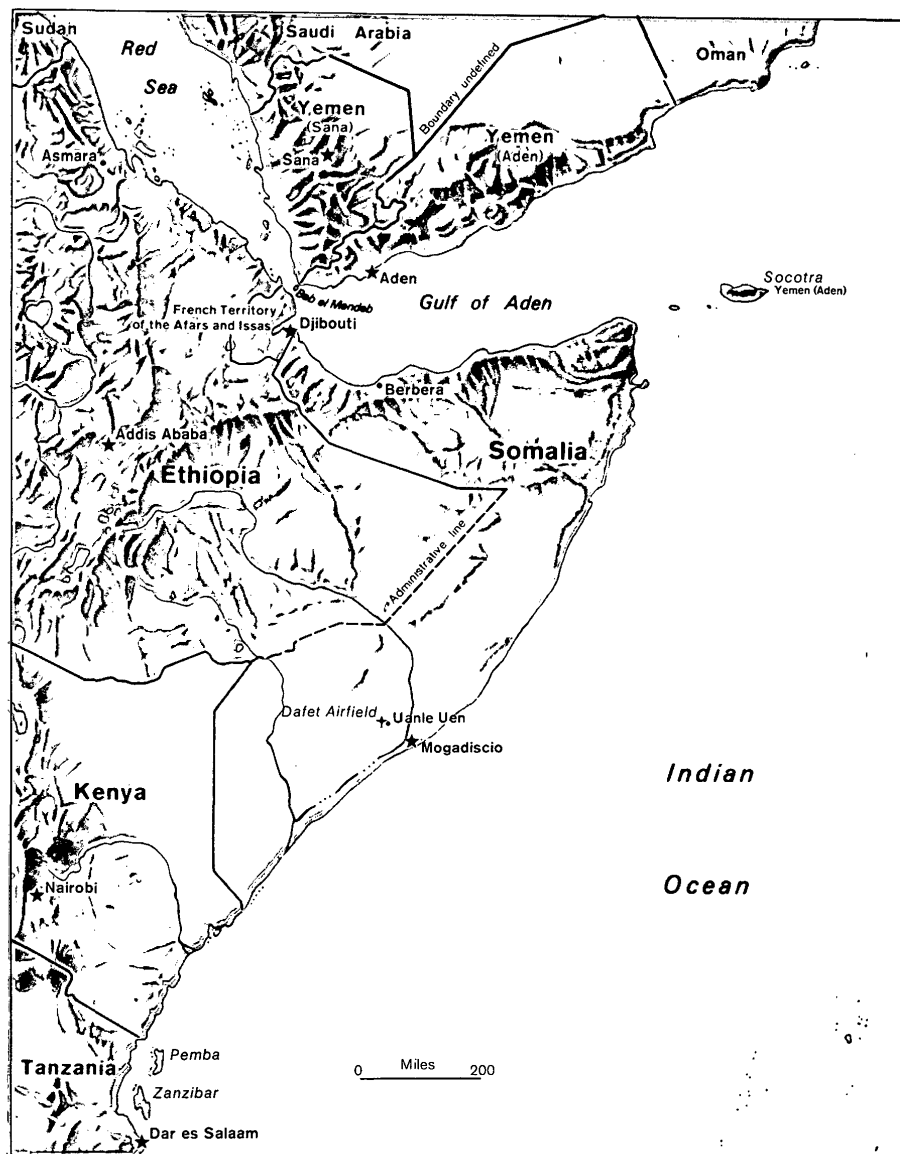 Sudan
Red
Sea
Saudi Arabia
Boundary undefined
Oman
Yemen
(Sana)
Sana
Yemen
(Aden)
Asmara
Aden
Socotra
Yemen (Aden)
Bab el Mendeb
Gulf of Aden
French Territory
of the Afars and Issas
Djibouti
Berbera
Addis Ababa
Somalia
Ethiopia
Administrative line
Dafet Airfield
Uanle Uen
Mogadiscio
Indian
Kenya
Ocean
Nairobi
Pemba
Miles
0 200
Tanzania
Zanzibar
Dar es Salaam